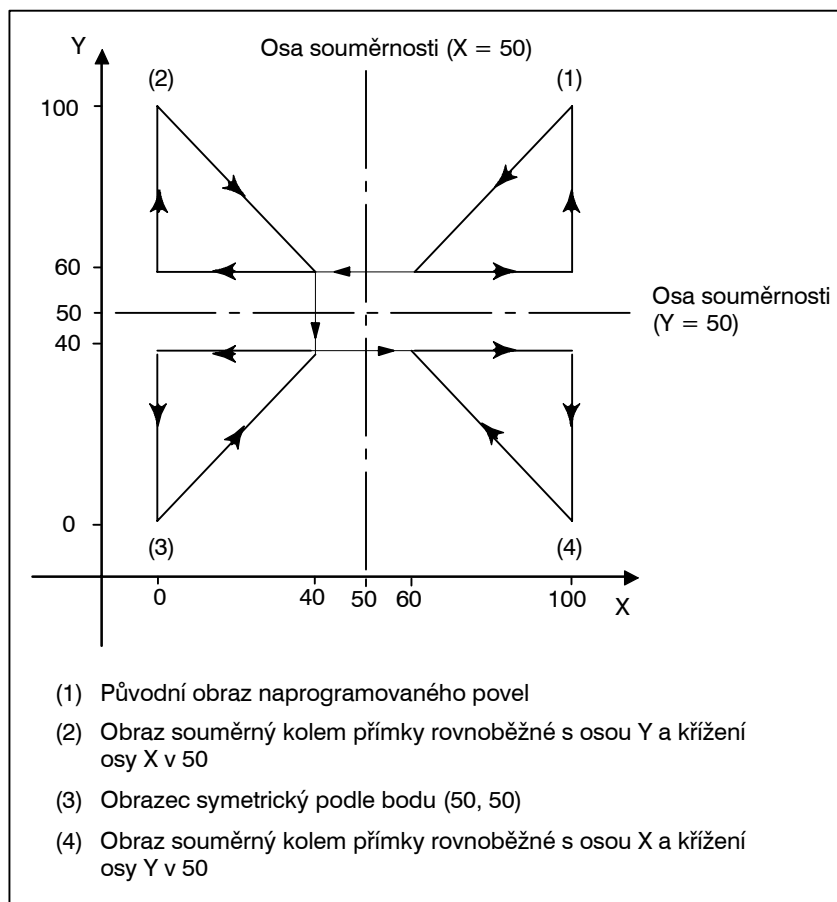 Y
Osa souměrnosti (X = 50)
(2)
(1)
100
60
50
40
0
Osa souměrnosti
(Y = 50)
(3)
(4)
0
40
50
60
100
X
(1) Původní obraz naprogramovaného povel
(2) Obraz souměrný kolem přímky rovnoběžné s osou Y a křížení
osy X v 50
(3) Obrazec symetrický podle bodu (50, 50)
(4) Obraz souměrný kolem přímky rovnoběžné s osou X a křížení
osy Y v 50